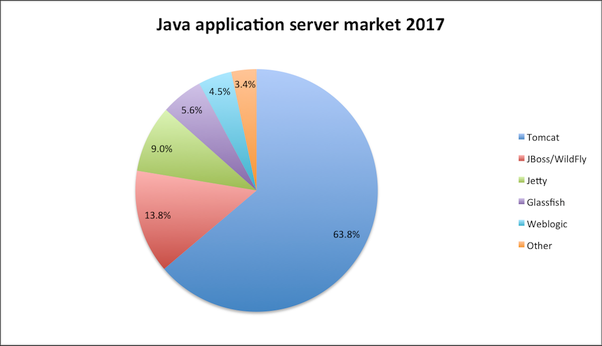 Java application server market 2017
3.4%
4.5%
5.6%
9.0%
13.8%
63.8%
Tomcat
JBoss/WildFly
Jetty
Glassfish
Weblogic
Other